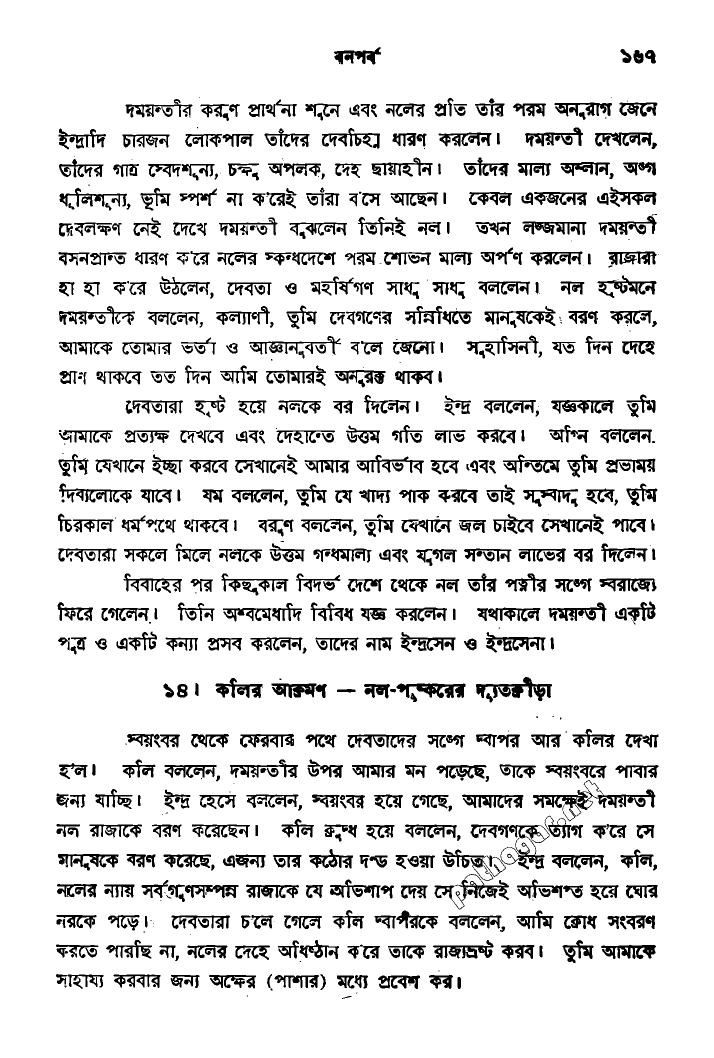 বনপর্ব ১৬৭
দময়ন্তীর করুণ প্রার্থনা শুনে এবং নলের প্রতি তাঁর পরম অনুরাগ জেনে
ইন্দ্রাদি চারজন লোকপাল তাঁদের দেবচিহ্ন ধারণ করলেন। দময়ন্তী দেখলেন,
তাঁদের গাত্র স্বেদশূন্য, চক্ষু অপলক, দেহ ছায়াহীন। তাঁদের মাল্য অম্লান, অঙ্গ
ধূলিশূন্য, ভূমি স্পর্শ না ক'রেই তাঁরা ব'সে আছেন। কেবল একজনের এইসকল
দেবলক্ষণ নেই দেখে দময়ন্তী বুঝলেন তিনিই নল। তখন লজ্জমানা দময়ন্তী
বসনপ্রান্ত ধারণ ক'রে নলের স্কন্ধদেশে পরম শোভন মাল্য অর্পণ করলেন। রাজারা
হা হা ক'রে উঠলেন, দেবতা ও মহর্ষিগণ সাধু সাধু বললেন। নল হৃষ্টমনে
দময়ন্তীকে বললেন, কল্যাণী, তুমি দেবগণের সন্নিধিতে মানুষকেই বরণ করলে,
আমাকে তোমার ভর্তা ও আজ্ঞানুবর্তী ব'লে জেনো। সুহাসিনী, যত দিন দেহে
প্রাণ থাকবে তত দিন আমি তোমারই অনুরক্ত থাকব।
দেবতারা হৃষ্ট হয়ে নলকে বর দিলেন। ইন্দ্র বললেন, যজ্ঞকালে তুমি
আমাকে প্রত্যক্ষ দেখবে এবং দেহান্তে উত্তম গতি লাভ করবে। অগ্নি বললেন.
তুমি যেখানে ইচ্ছা করবে সেখানেই আমার আবির্ভাব হবে এবং অন্তিমে তুমি প্রভাময়
দিব্যলোকে যাবে। যম বললেন, তুমি যে খাদ্য পাক করবে তাই সুস্বাদু হবে, তুমি
চিরকাল ধর্মপথে থাকবে। বরুণ বললেন, তুমি যেখানে জল চাইবে সেখানেই পাবে।
দেবতারা সকলে মিলে নলকে উত্তম গন্ধমাল্য এবং যুগল সন্তান লাভের বর দিলেন।
বিবাহের পর কিছুকাল বিদর্ভ দেশে থেকে নল তাঁর পত্নীর সঙ্গে স্বরাজ্যে
ফিরে গেলেন। তিনি অশ্বমেধাদি বিবিধ যজ্ঞ করলেন। যথাকালে দময়ন্তী একটি
পুত্র ও একটি কন্যা প্রসব করলেন, তাদের নাম ইন্দ্রসেন ও ইন্দ্রসেনা।
১৪। কলির আক্রমণ — নল-পুষ্করের দ্যূতক্রীড়া
স্বয়ংবর থেকে ফেরবার পথে দেবতাদের সঙ্গে দ্বাপর আর কলির দেখা
হ'ল। কলি বললেন, দময়ন্তীর উপর আমার মন পড়েছে, তাকে স্বয়ংবরে পাবার
জন্য যাচ্ছি। ইন্দ্র হেসে বললেন, স্বয়ংবর হয়ে গেছে, আমাদের সমক্ষেই দময়ন্তী
নল রাজাকে বরণ করেছেন। কলি ক্রুদ্ধ হয়ে বললেন, দেবগণকে ত্যাগ ক'রে সে
মানুষকে বরণ করেছে, এজন্য তার কঠোর দণ্ড হওয়া উচিত। ইন্দ্র বললেন, কলি,
নলের ন্যায় সর্বগুণসম্পন্ন রাজাকে যে অভিশাপ দেয় সে নিজেই অভিশপ্ত হয়ে ঘোর
নরকে পড়ে। দেবতারা চ'লে গেলে কলি দ্বাপরকে বললেন, আমি ক্রোধ সংবরণ
করতে পারছি না, নলের দেহে অধিষ্ঠান ক'রে তাকে রাজ্যভ্রষ্ট করব। তুমি আমাকে
সাহায্য করবার জন্য অক্ষের (পাশার) মধ্যে প্রবেশ কর।
pathagar.net